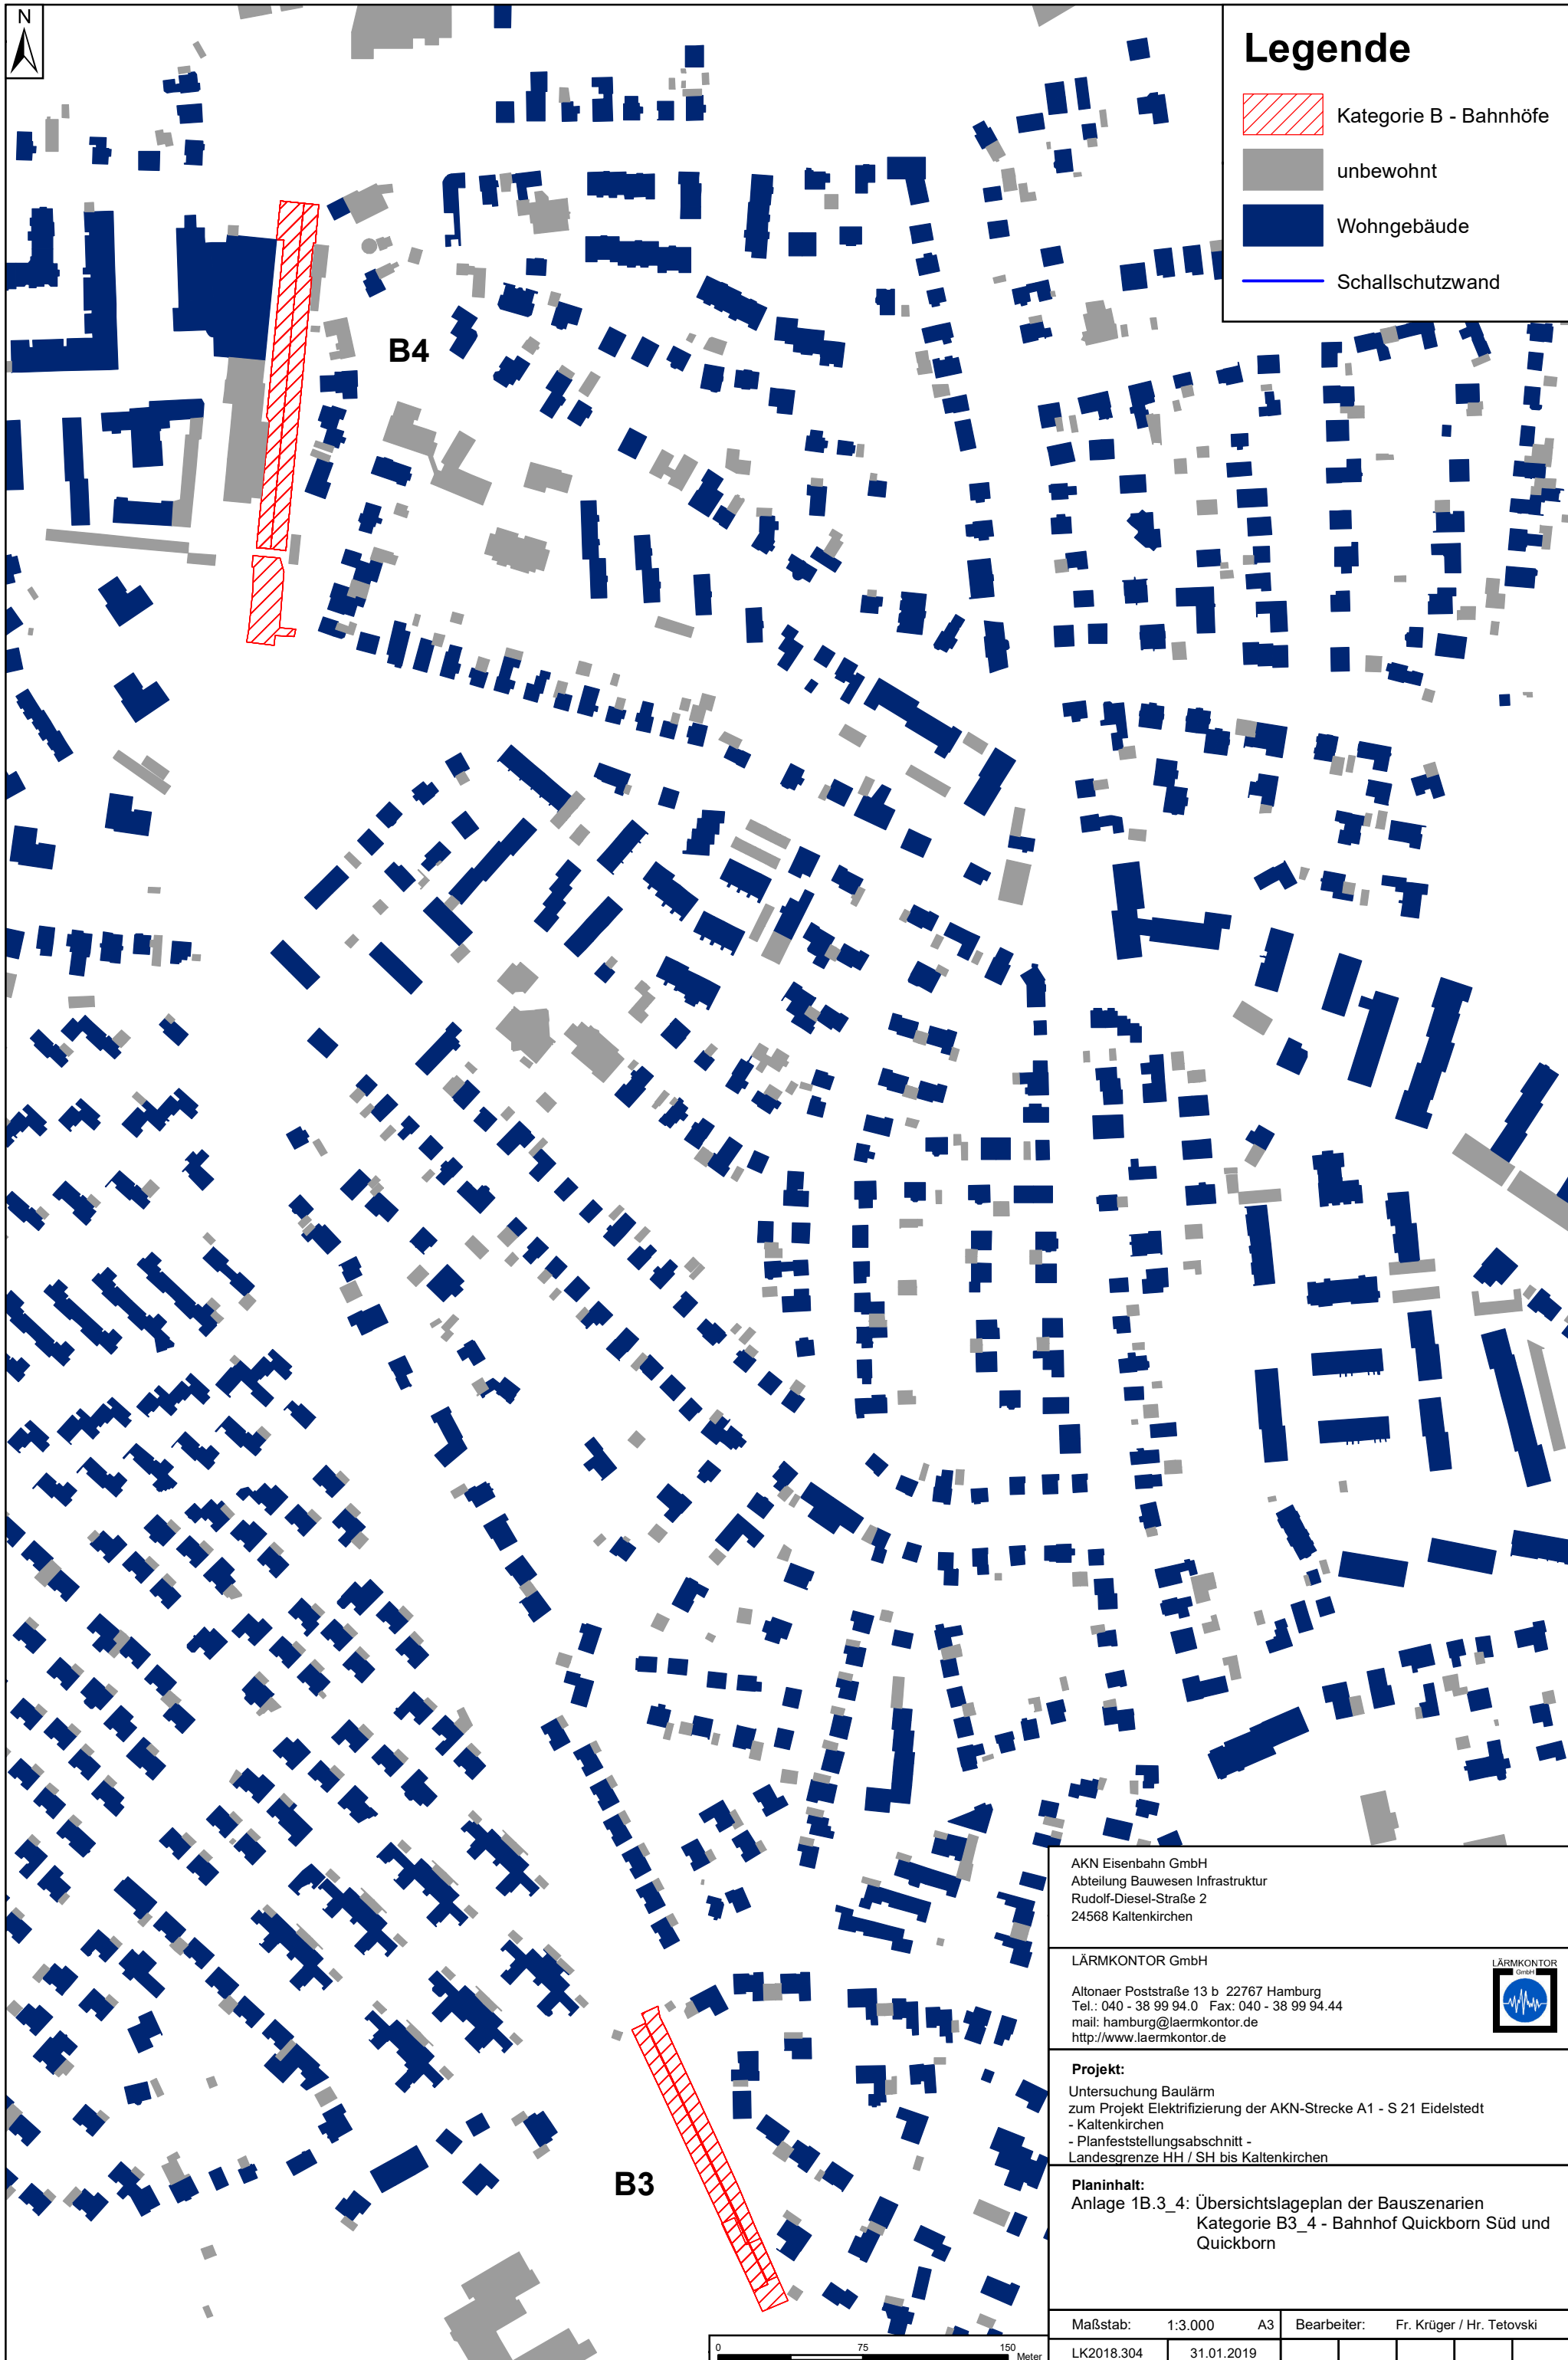 N
Legende
Kategorie B - Bahnhöfe
unbewohnt
Wohngebäude
Schallschutzwand
B4
B3
AKN Eisenbahn GmbH
Abteilung Bauwesen Infrastruktur
Rudolf-Diesel-Straße 2
24568 Kaltenkirchen
LÄRMKONTOR GmbH
Altonaer Poststraße 13 b 22767 Hamburg
Tel.: 040 - 38 99 94.0 Fax: 040 - 38 99 94.44
mail: hamburg@laermkontor.de
http://www.laermkontor.de
LÄRMKONTOR
GmbH
Projekt:
Untersuchung Baulärm
zum Projekt Elektrifizierung der AKN-Strecke A1 - S 21 Eidelstedt
- Kaltenkirchen
- Planfeststellungsabschnitt -
Landesgrenze HH / SH bis Kaltenkirchen
Planinhalt:
Anlage 1B.3_4: Übersichtslageplan der Bauszenarien
Kategorie B3_4 - Bahnhof Quickborn Süd und
Quickborn
Maßstab: 1:3.000 A3 Bearbeiter: Fr. Krüger / Hr. Tetovski
LK2018.304 31.01.2019
0 75 150
Meter